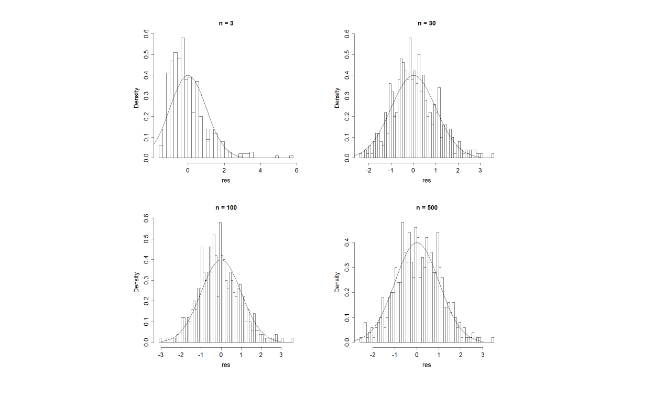 n = 3
Density
0.0 0.1 0.2 0.3 0.4 0.5 0.6
0 2 4 6
res
n = 30
Density
0.0 0.1 0.2 0.3 0.4 0.5 0.6
-2 -1 0 1 2 3
res
n = 100
Density
0.0 0.1 0.2 0.3 0.4 0.5 0.6
-3 -2 -1 0 1 2 3
res
n = 500
Density
0.0 0.1 0.2 0.3 0.4
-2 -1 0 1 2 3
res